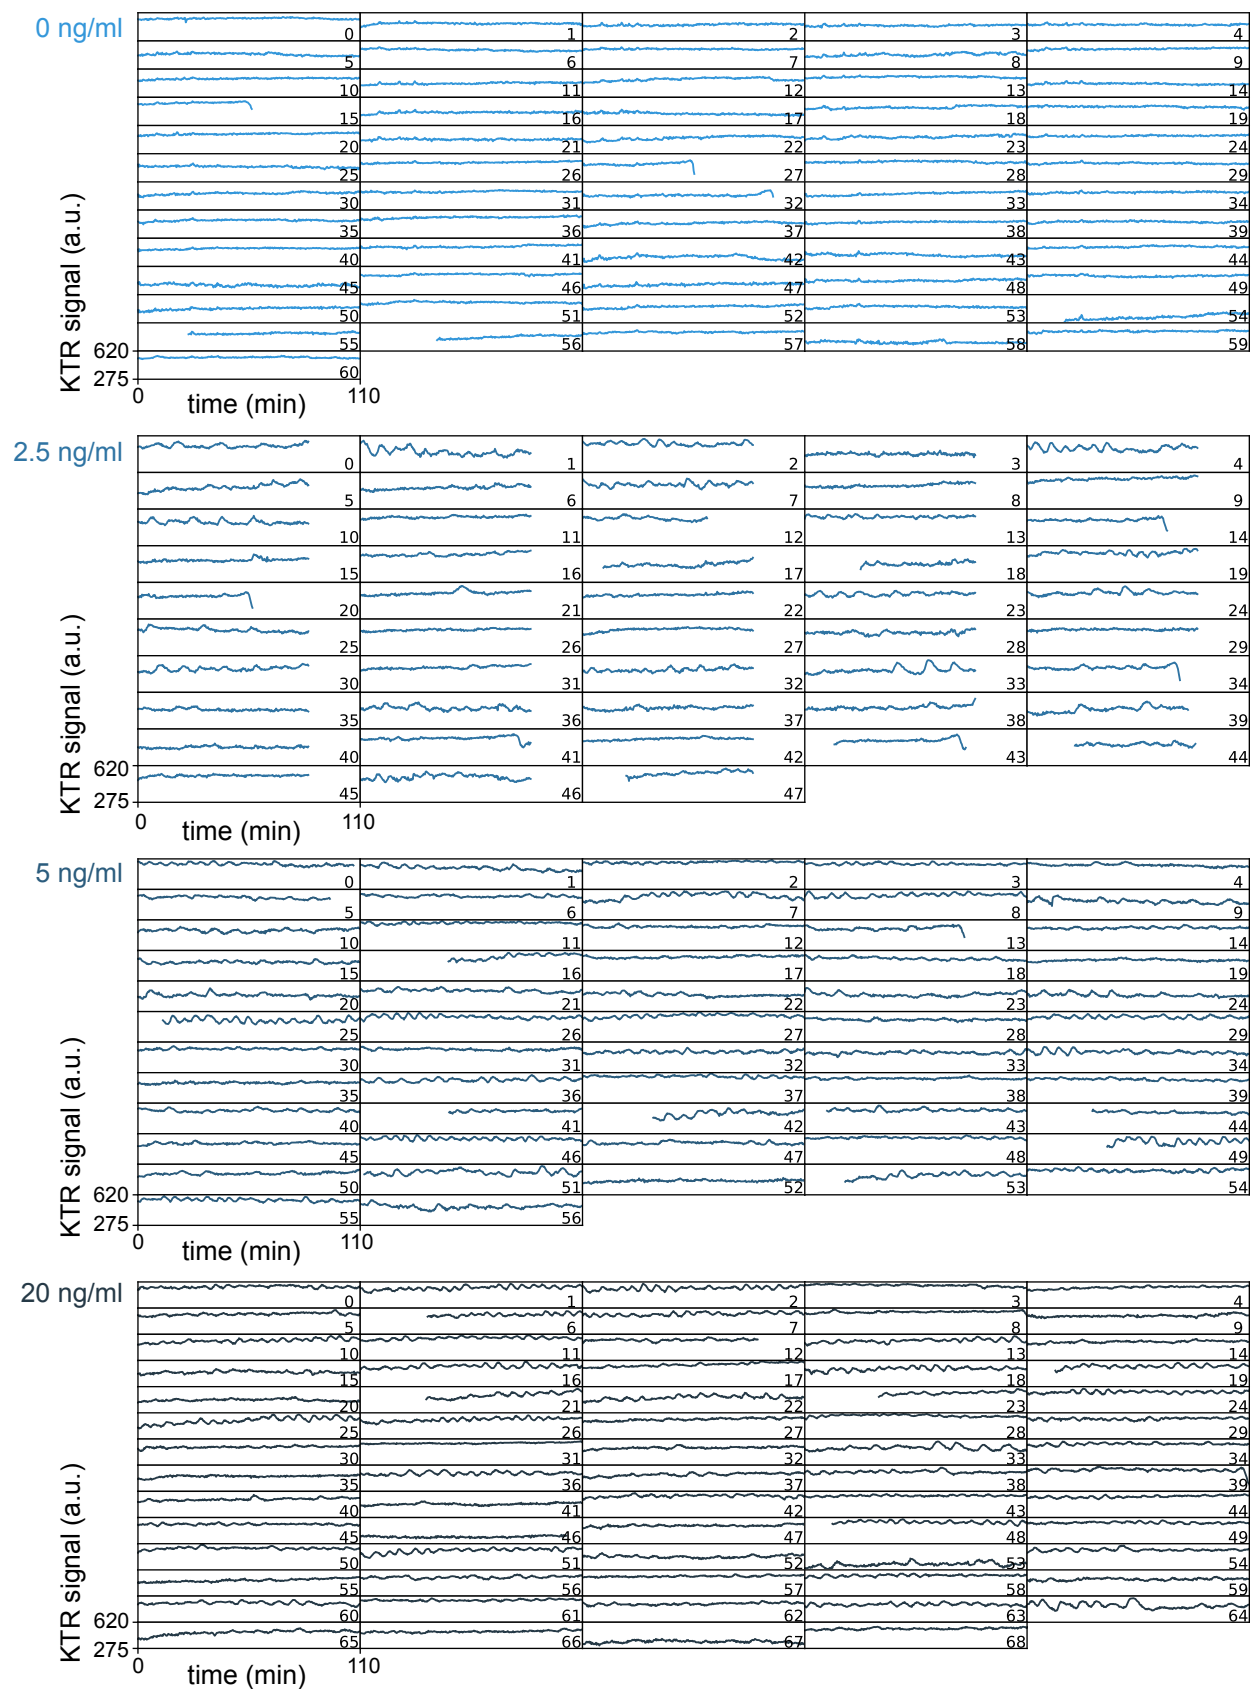 0 ng/ml
0 1 2 3 4
5 6 7 8 9
10 11 12 13 14
15 16 17 18 19
20 21 22 23 24
25 26 27 28 29
30 31 32 33 34
35 36 37 38 39
40 41 42 43 44
45 46 47 48 49
50 51 52 53 54
55 56 57 58 59
60
KTR signal (a.u.)
620
275
0 110
time (min)
2.5 ng/ml
0 1 2 3 4
5 6 7 8 9
10 11 12 13 14
15 16 17 18 19
20 21 22 23 24
25 26 27 28 29
30 31 32 33 34
35 36 37 38 39
40 41 42 43 44
45 46 47
KTR signal (a.u.)
620
275
0 110
time (min)
5 ng/ml
0 1 2 3 4
5 6 7 8 9
10 11 12 13 14
15 16 17 18 19
20 21 22 23 24
25 26 27 28 29
30 31 32 33 34
35 36 37 38 39
40 41 42 43 44
45 46 47 48 49
50 51 52 53 54
55 56
KTR signal (a.u.)
620
275
0 110
time (min)
20 ng/ml
0 1 2 3 4
5 6 7 8 9
10 11 12 13 14
15 16 17 18 19
20 21 22 23 24
25 26 27 28 29
30 31 32 33 34
35 36 37 38 39
40 41 42 43 44
45 46 47 48 49
50 51 52 53 54
55 56 57 58 59
60 61 62 63 64
65 66 67 68
KTR signal (a.u.)
620
275
0 110
time (min)